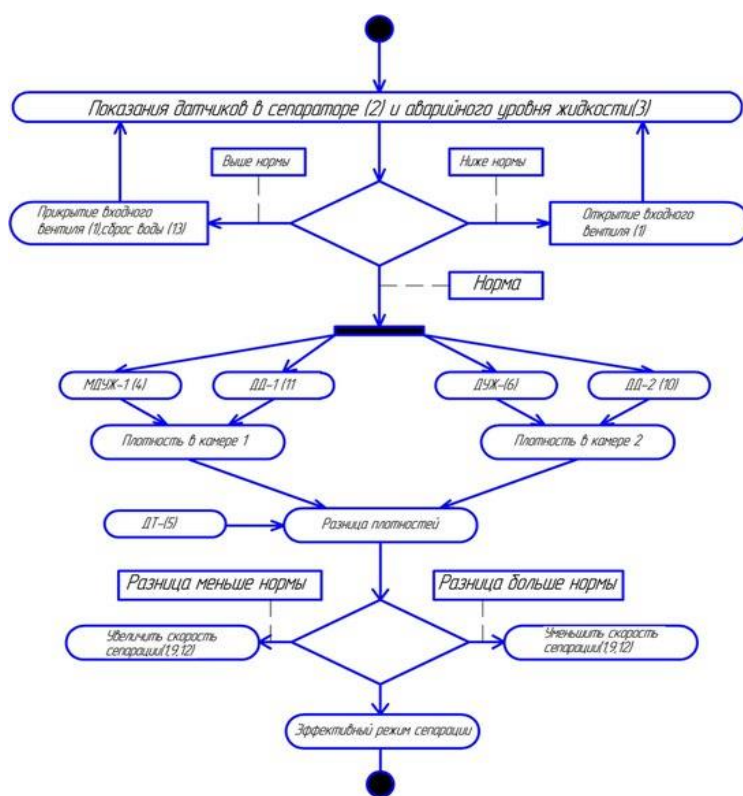 Показания датчиков в сепараторе (2) и аварийного уровня жидкости(3)
Выше нормы
Ниже нормы
Прикрытие входного
вентиля (1),сброс воды (13)
Открытие входного
вентиля (1)
Норма
МДУЖ-1 (4)
ДД-1 (11
ДУЖ-(6)
ДД-2 (10)
Плотность в камере 1
Плотность в камере 2
ДТ-(5)
Разница плотностей
Разница меньше нормы
Разница больше нормы
Увеличить скорость
сепарации(1,9,12)
Уменьшить скорость
сепарации(1,9,12)
Эффективный режим сепарации